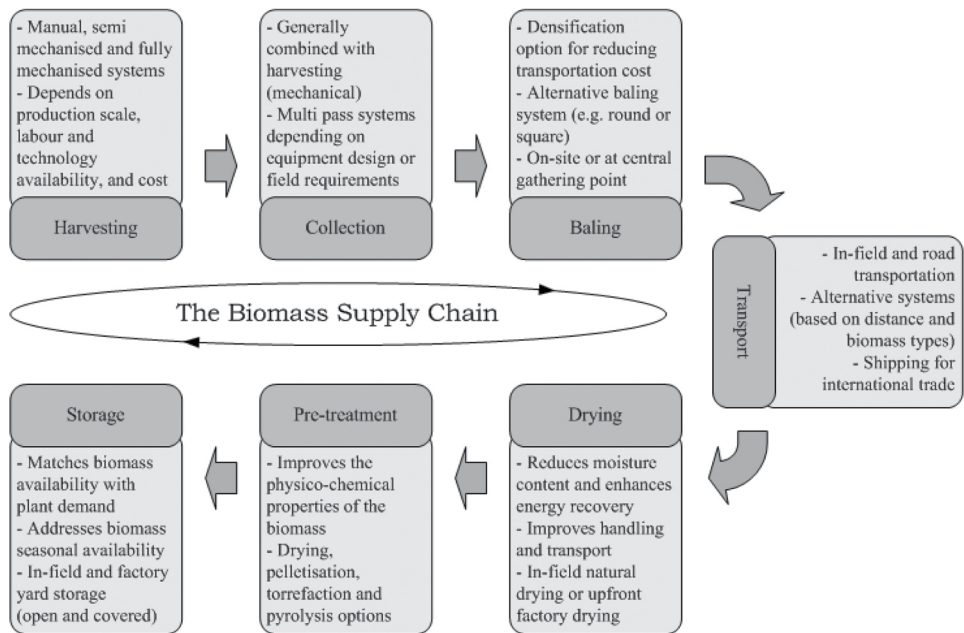 - Manual, semi
mechanised and fully
mechanised systems
- Depends on
production scale,
labour and
technology
availability, and cost
Harvesting
- Generally
combined with
harvesting
(mechanical)
- Multi pass systems
depending on
equipment design or
field requirements
Collection
- Densification
option for reducing
transportation cost
- Alternative baling
system (e.g. round or
square)
- On-site or at central
gathering point
Baling
Transport
- In-field and road
transportation
- Alternative systems
(based on distance and
biomass types)
- Shipping for
international trade
The Biomass Supply Chain
Drying
- Reduces moisture
content and enhances
energy recovery
- Improves handling
and transport
- In-field natural
drying or upfront
factory drying
Pre-treatment
- Improves the
physico-chemical
properties of the
biomass
- Drying,
pelletisation,
torrefaction and
pyrolysis options
Storage
- Matches biomass
availability with
plant demand
- Addresses biomass
seasonal availability
- In-field and factory
yard storage
(open and covered)